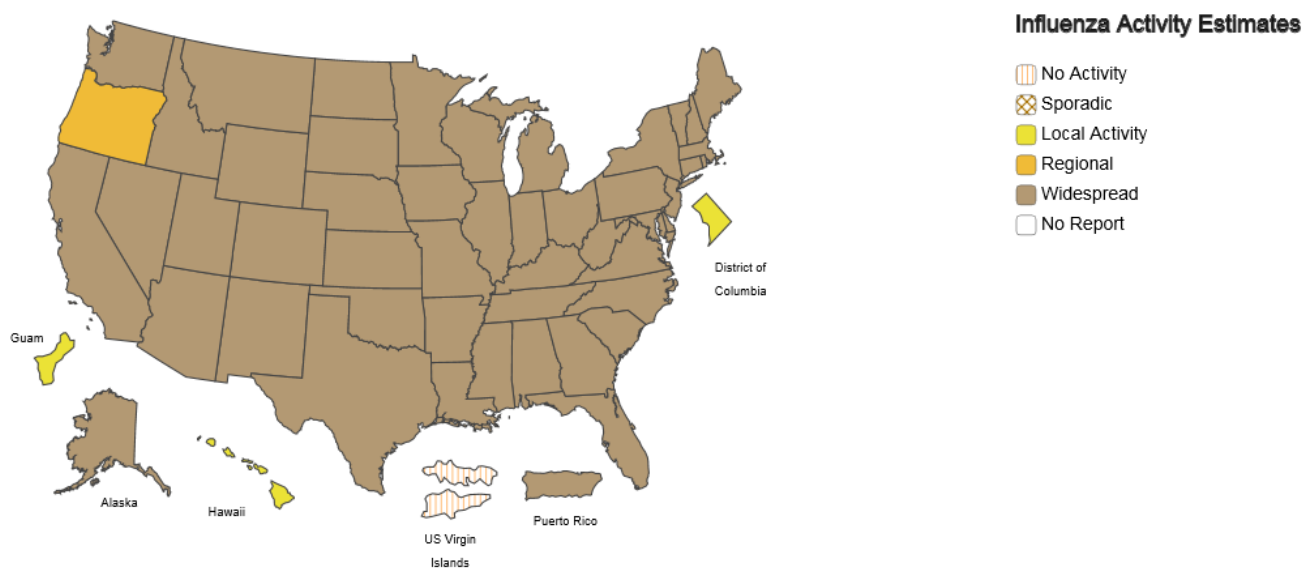 Influenza Activity Estimates
No Activity
Sporadic
Local Activity
Regional
Widespread
No Report
District of
Columbia
Guam
Alaska
Hawaii
US Virgin
Islands
Puerto Rico